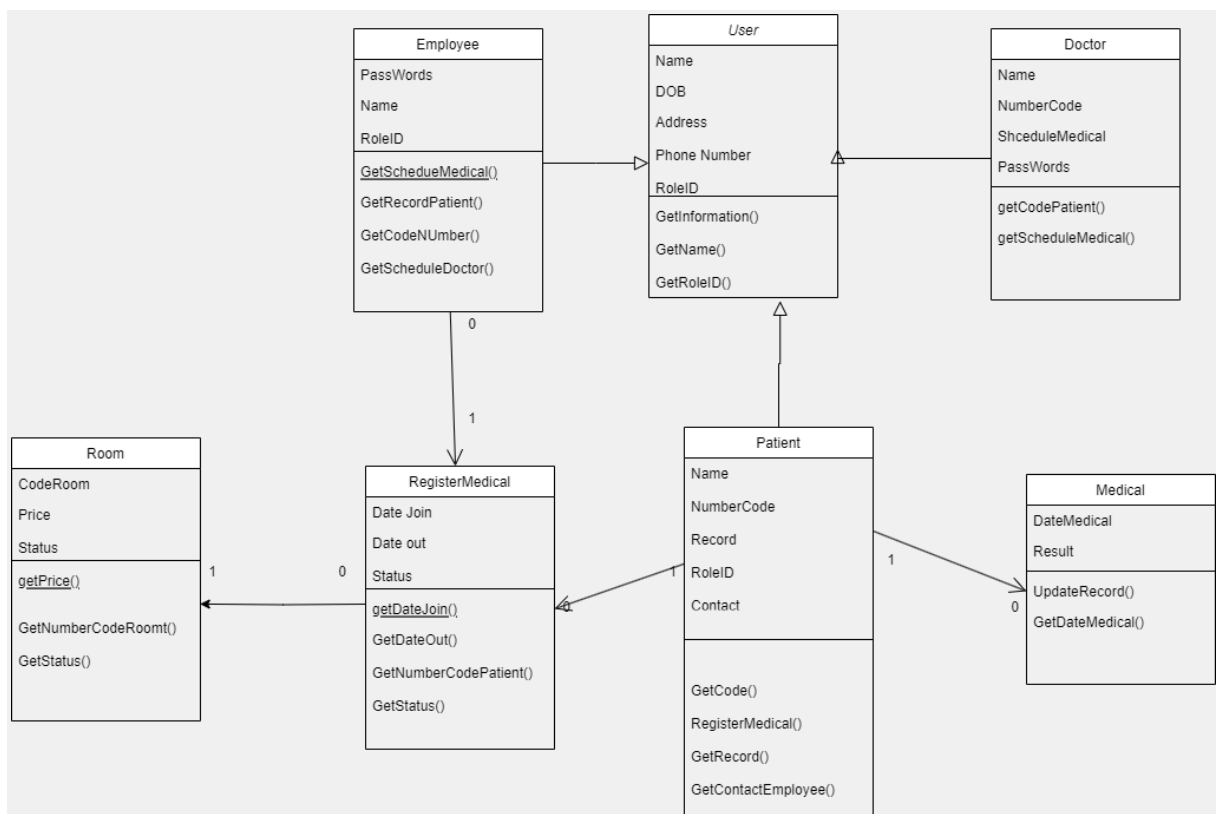 Employee
PassWords
Name
RoleID
GetSchedueMedical()
GetRecordPatient()
GetCodeNUmber()
GetScheduleDoctor()
User
Name
DOB
Address
Phone Number
RoleID
GetInformation()
GetName()
GetRoleID()
Doctor
Name
NumberCode
ShceduleMedical
PassWords
getCodePatient()
getScheduleMedical()
0
1
Room
CodeRoom
Price
Status
getPrice()
GetNumberCodeRoomt()
GetStatus()
1
0
RegisterMedical
Date Join
Date out
Status
getDateJoin()
GetDateOut()
GetNumberCodePatient()
GetStatus()
0
1
Patient
Name
NumberCode
Record
RoleID
Contact
GetCode()
RegisterMedical()
GetRecord()
GetContactEmployee()
1
0
Medical
DateMedical
Result
UpdateRecord()
GetDateMedical()